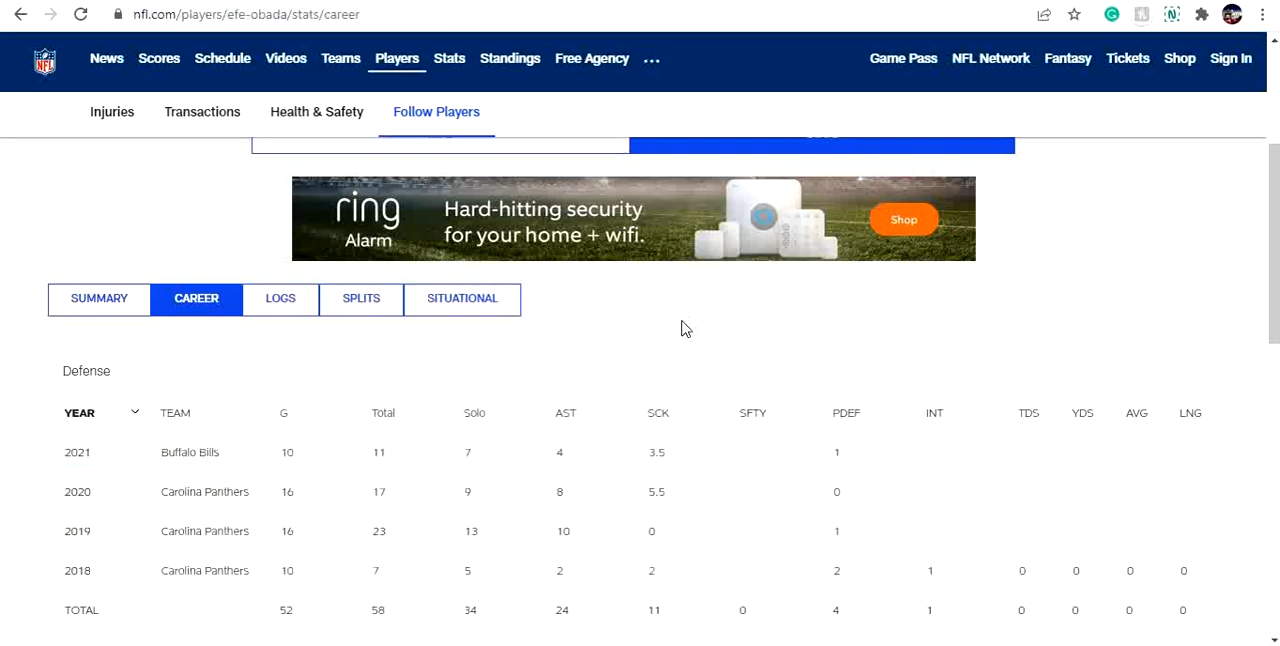 nfl.com/players/efe-obada/stats/career
NFL News Scores Schedule Videos Teams Players Stats Standings Free Agency ... Game Pass NFL Network Fantasy Tickets Shop Sign In
Injuries Transactions Health & Safety Follow Players
ring Alarm
Hard-hitting security
for your home + wifi.
Shop
SUMMARY CAREER LOGS SPLITS SITUATIONAL
Defense
YEAR TEAM G Total Solo AST SCK SFTY PDEF INT TDS YDS AVG LNG
2021 Buffalo Bills 10 11 7 4 3.5 1
2020 Carolina Panthers 16 17 9 8 5.5 0
2019 Carolina Panthers 16 23 13 10 0 1
2018 Carolina Panthers 10 7 5 2 2 2 1 0 0 0 0
TOTAL 52 58 34 24 11 0 4 1 0 0 0 0